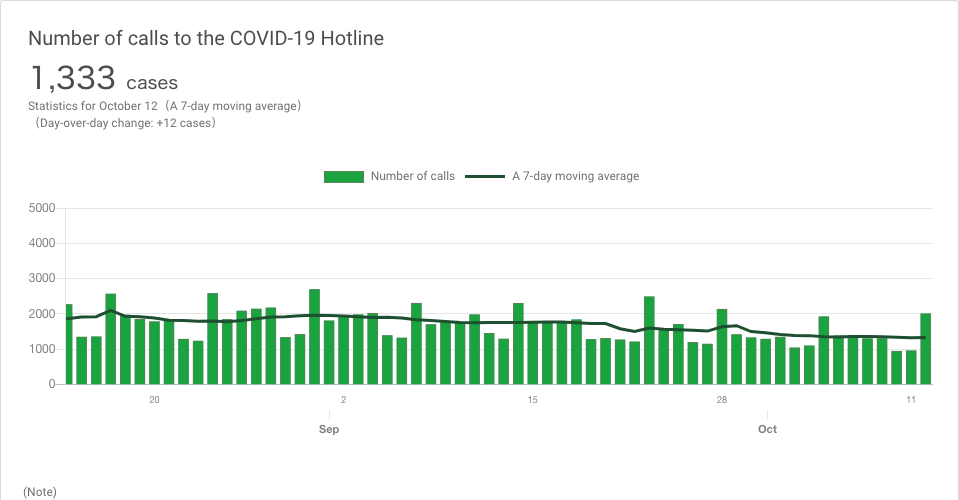 Number of calls to the COVID-19 Hotline
1,333 cases
Statistics for October 12（A 7-day moving average）
（Day-over-day change: +12 cases）
Number of calls
A 7-day moving average
5000
4000
3000
2000
1000
0
20
2
15
28
11
Sep
Oct
(Note)